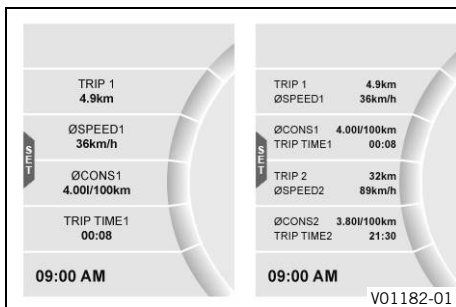 TRIP 1
4.9km
ØSPEED1
36km/h
SET
ØCONS1
4.00l/100km
TRIP TIME1
00:08
09:00 AM
TRIP 1 4.9km
ØSPEED1 36km/h
SET
ØCONS1 4.00l/100km
TRIP TIME1 00:08
TRIP 2 32km
ØSPEED2 89km/h
ØCONS2 3.80l/100km
TRIP TIME2 21:30
09:00 AM
V01182-01